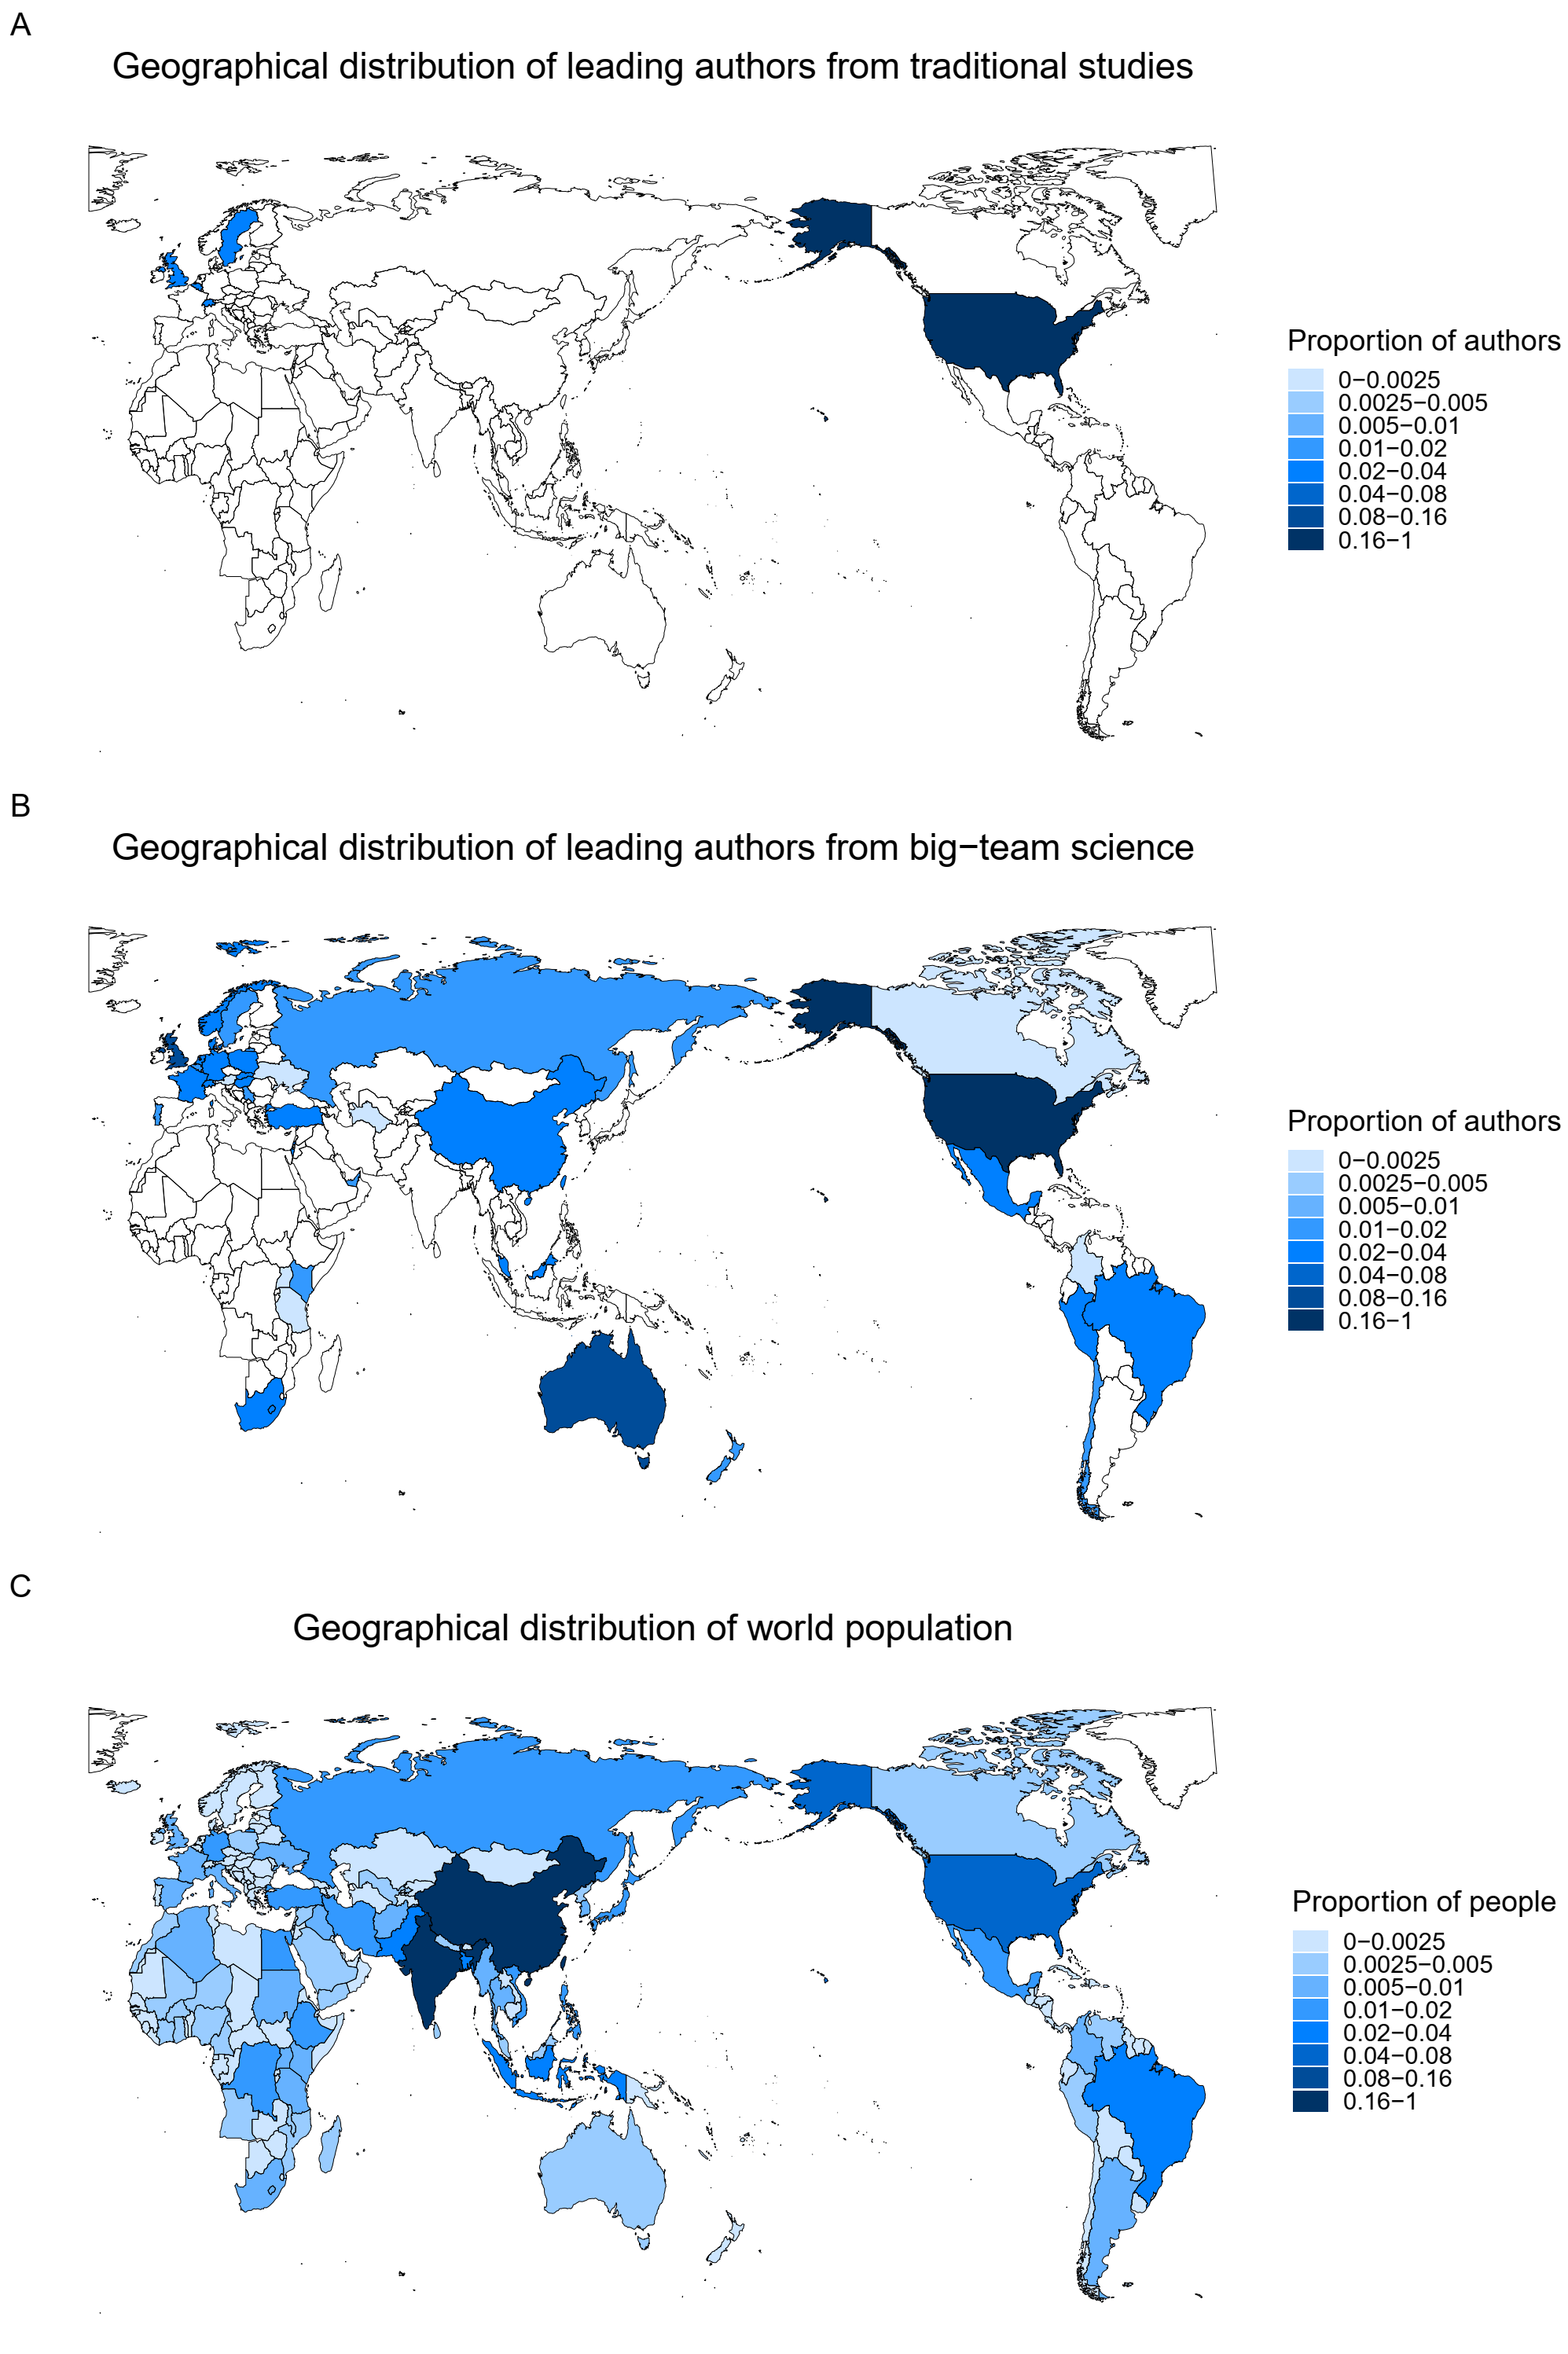 A
Geographical distribution of leading authors from traditional studies
Proportion of authors
0−0.0025
0.0025−0.005
0.005−0.01
0.01−0.02
0.02−0.04
0.04−0.08
0.08−0.16
0.16−1
B
Geographical distribution of leading authors from big−team science
Proportion of authors
0−0.0025
0.0025−0.005
0.005−0.01
0.01−0.02
0.02−0.04
0.04−0.08
0.08−0.16
0.16−1
C
Geographical distribution of world population
Proportion of people
0−0.0025
0.0025−0.005
0.005−0.01
0.01−0.02
0.02−0.04
0.04−0.08
0.08−0.16
0.16−1